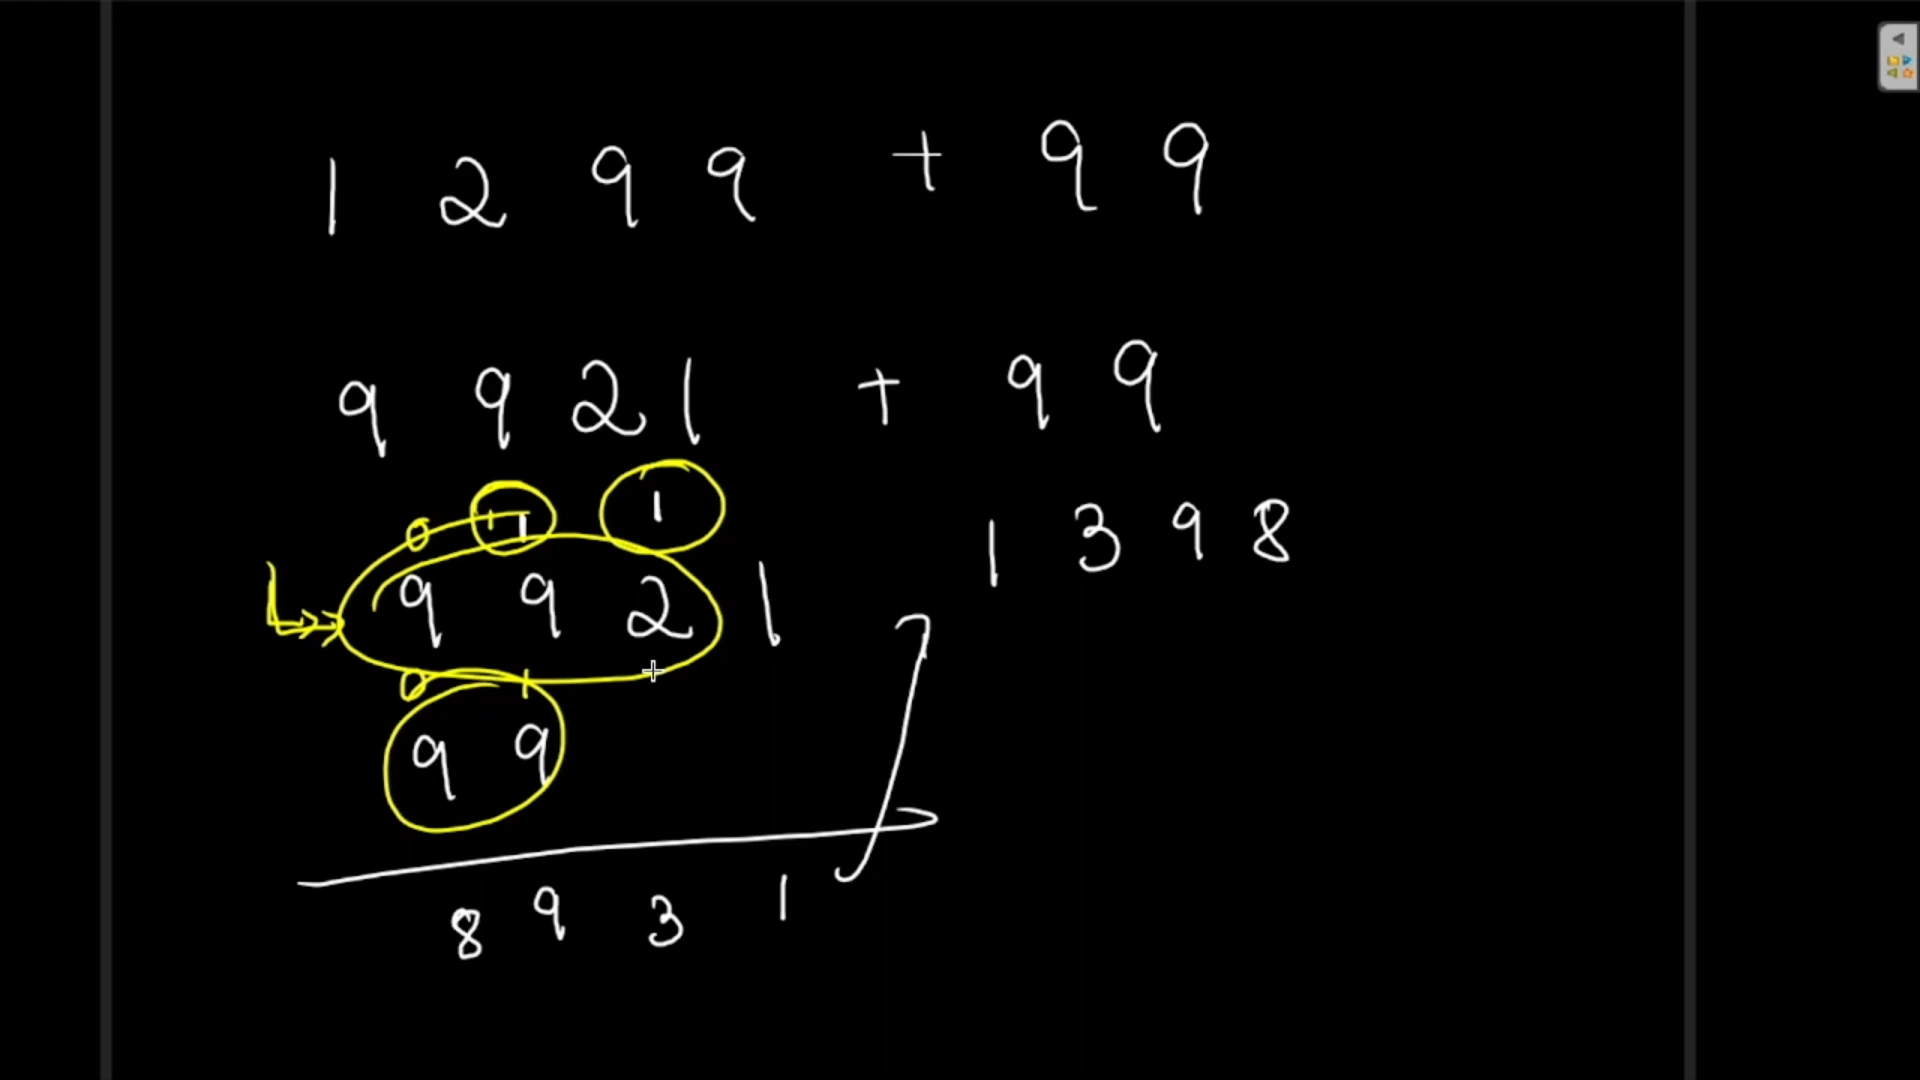 1 2 9 9 + 9 9
9 9 2 1 + 9 9
0 1 1 1
9 9 2 1
1 3 9 8
0 1
9 9
8 9 3 1